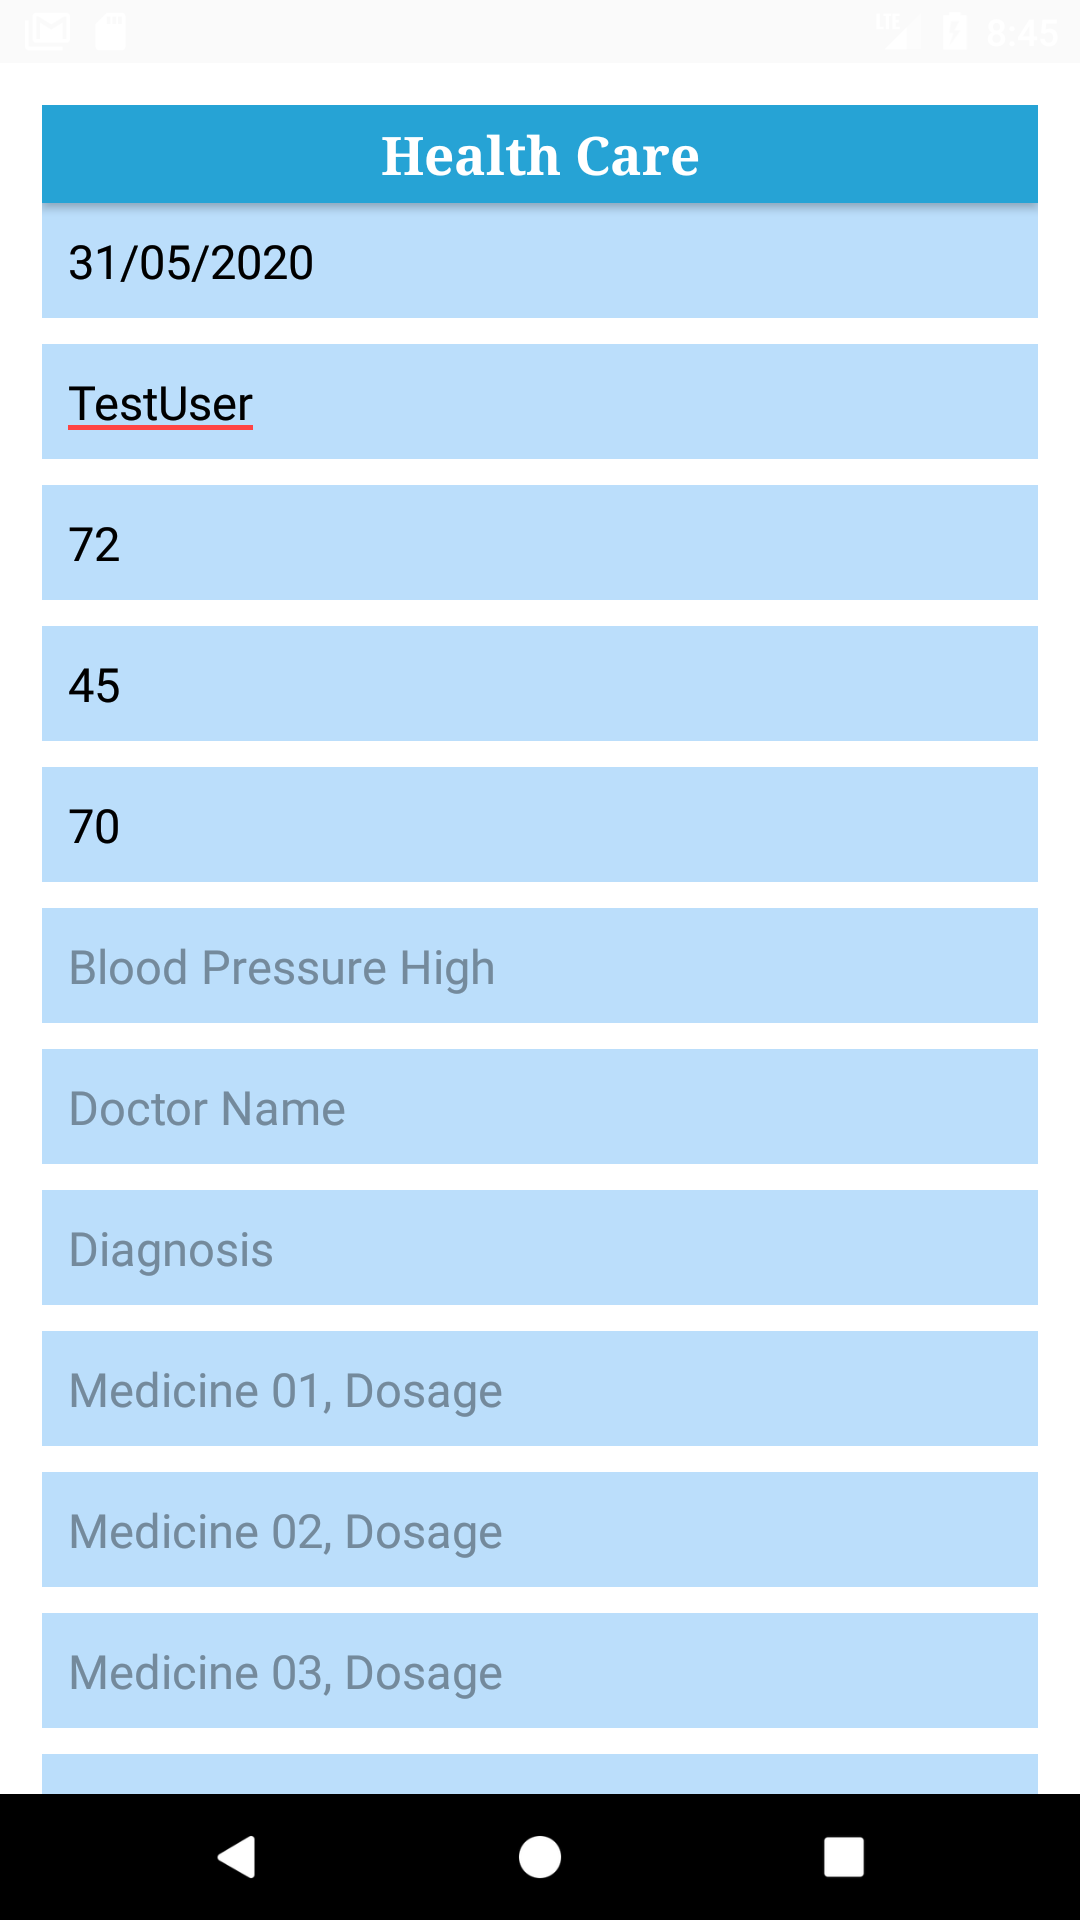 LTE 8:45
Health Care
31/05/2020
TestUser
72
45
70
Blood Pressure High
Doctor Name
Diagnosis
Medicine 01, Dosage
Medicine 02, Dosage
Medicine 03, Dosage